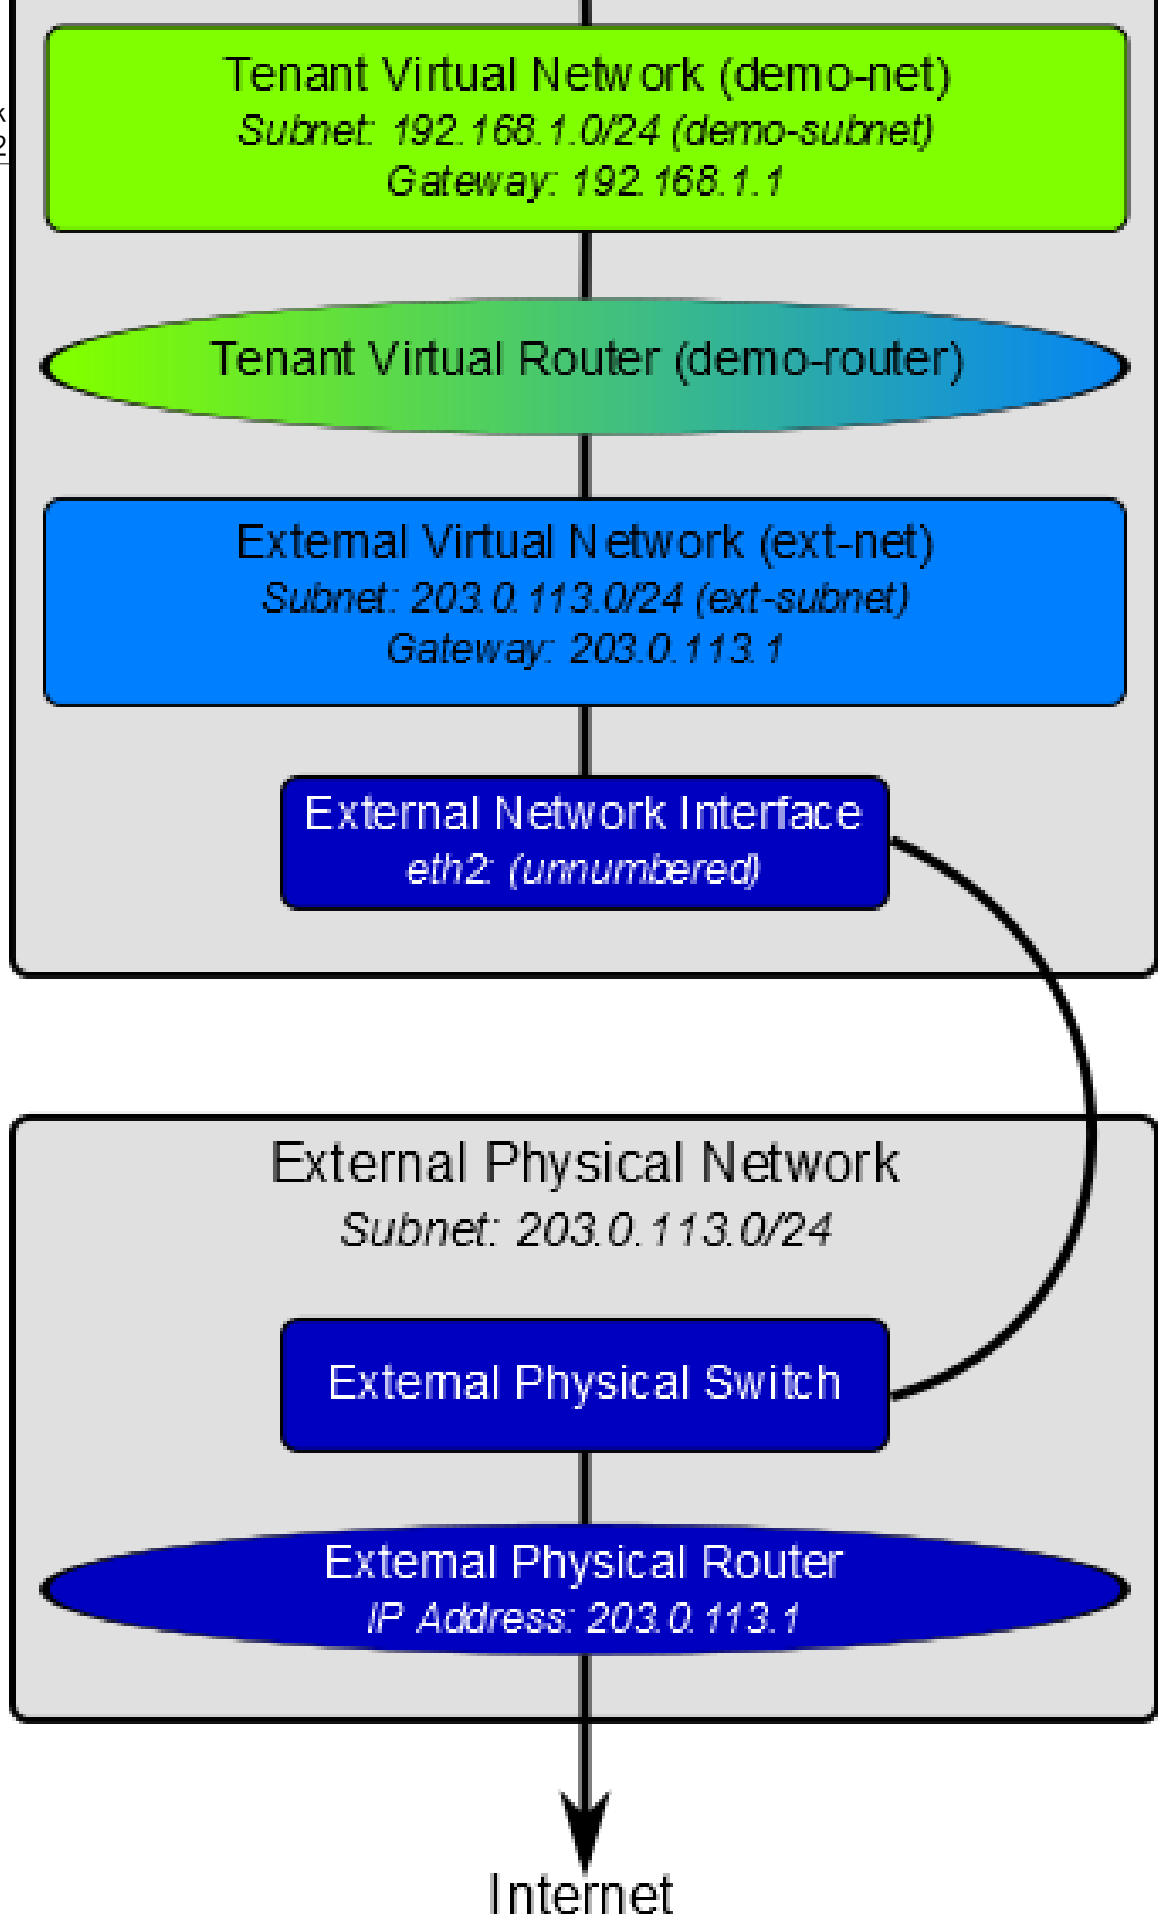 Tenant Virtual Network (demo-net)
Subnet: 192.168.1.0/24 (demo-subnet)
Gateway: 192.168.1.1
Tenant Virtual Router (demo-router)
External Virtual Network (ext-net)
Subnet: 203.0.113.0/24 (ext-subnet)
Gateway: 203.0.113.1
External Network Interface
eth2: (unnumbered)
External Physical Network
Subnet: 203.0.113.0/24
External Physical Switch
External Physical Router
IP Address: 203.0.113.1
Internet